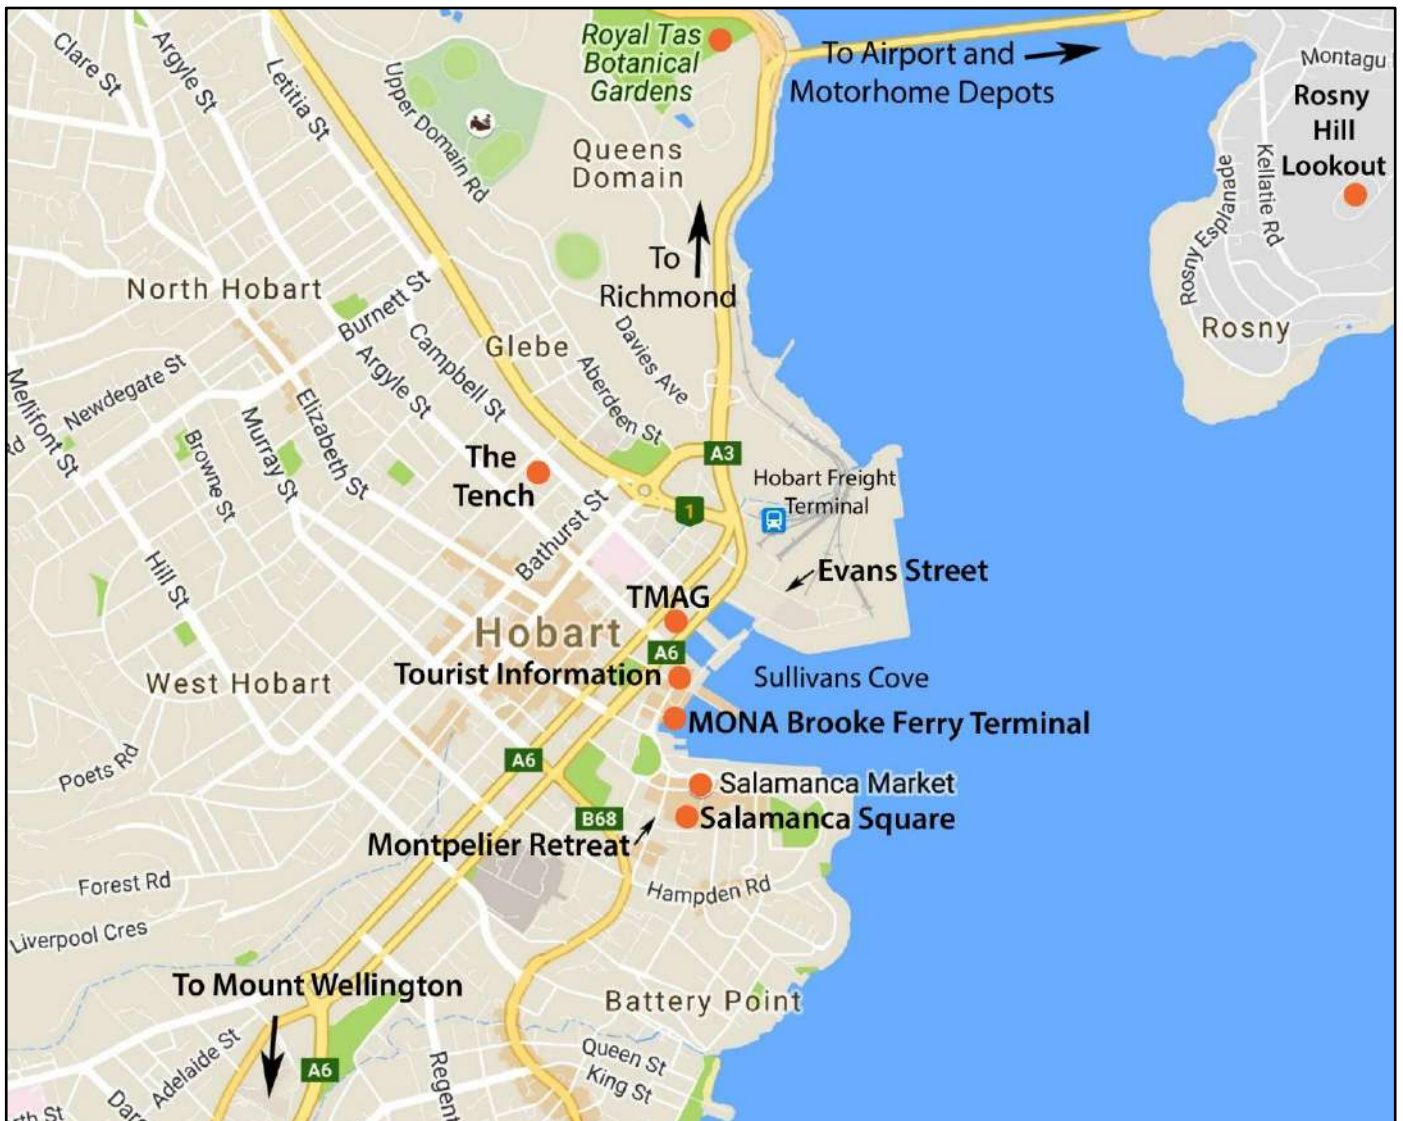 Clare St
Argyle St
Letitia St
Upper Domain Rd
Royal Tas
Botanical
Gardens
To Airport and
Motorhome Depots
Montagu
Rosny
Hill
Lookout
Queens
Domain
Kellatie Rd
Rosny Esplanade
To
Richmond
Rosny
North Hobart
Burnett St
Glebe
Davies Ave
Aberdeen St
Campbell St
Argyle St
Newdegate St
Elizabeth St
Murray St
Browne St
Rd
A3
The
Tench
Hobart Freight
Terminal
1
Bathurst St
Evans Street
Hill St
TMAG
Hobart
A6
Tourist Information
Sullivans Cove
West Hobart
MONA Brooke Ferry Terminal
Poets Rd
A6
Salamanca Market
B68
Salamanca Square
Montpelier Retreat
Forest Rd
Hampden Rd
Liverpool Cres
To Mount Wellington
Battery Point
Adelaide St
A6
Queen St
King St
Regent
th St